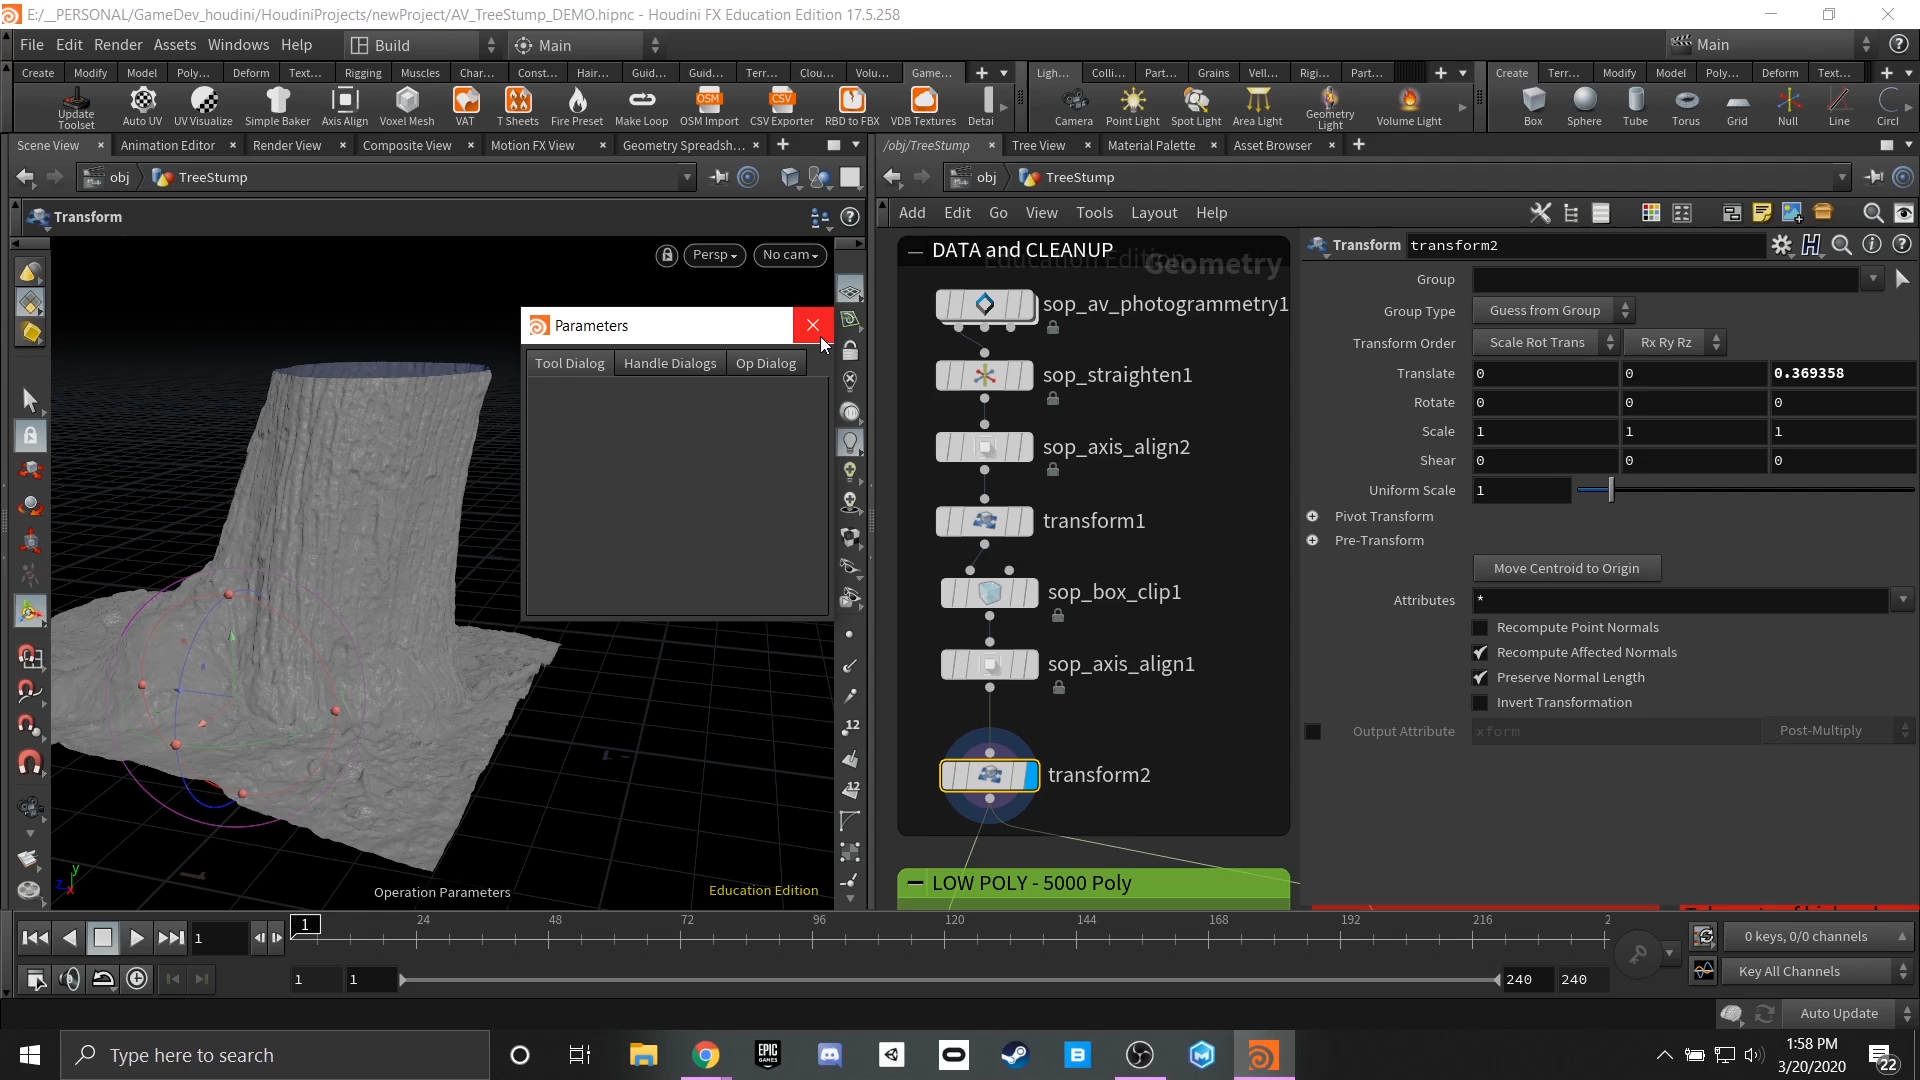 E:/__PERSONAL/GameDev_houdini/HoudiniProjects/newProject/AV_TreeStump_DEMO.hipnc - Houdini FX Education Edition 17.5.258
File Edit Render Assets Windows Help Build Main Main
Create Modify Model Poly... Deform Text... Rigging Muscles Char... Const... Hair... Guid... Guid... Terr... Clou... Volu... Game... Ligh... Colli... Part... Grains Vell... Rigi... Part... Create Terr... Modify Model Poly... Deform Text...
Update Toolset Auto UV UV Visualize Simple Baker Axis Align Voxel Mesh VAT T Sheets Fire Preset Make Loop OSM Import CSV Exporter RBD to FBX VDB Textures Detai Camera Point Light Spot Light Area Light Geometry Light Volume Light Box Sphere Tube Torus Grid Null Line Circl
Scene View Animation Editor Render View Composite View Motion FX View Geometry Spreadsh... /obj/TreeStump Tree View Material Palette Asset Browser
obj TreeStump obj TreeStump
Transform
Add Edit Go View Tools Layout Help
Persp No cam
Parameters
Tool Dialog Handle Dialogs Op Dialog
Operation Parameters
Education Edition
DATA and CLEANUP
Education Edition
Geometry
sop_av_photogrammetry1
sop_straighten1
sop_axis_align2
transform1
sop_box_clip1
sop_axis_align1
transform2
LOW POLY - 5000 Poly
Transform transform2
Group
Group Type Guess from Group
Transform Order Scale Rot Trans Rx Ry Rz
Translate 0 0 0.369358
Rotate 0 0 0
Scale 1 1 1
Shear 0 0 0
Uniform Scale 1
Pivot Transform
Pre-Transform
Move Centroid to Origin
Attributes *
Recompute Point Normals
Recompute Affected Normals
Preserve Normal Length
Invert Transformation
Output Attribute xform Post-Multiply
1 1 24 48 72 96 120 144 168 192 216 2
0 keys, 0/0 channels
1 1 240 240 Key All Channels
Auto Update
Type here to search
1:58 PM
3/20/2020
22